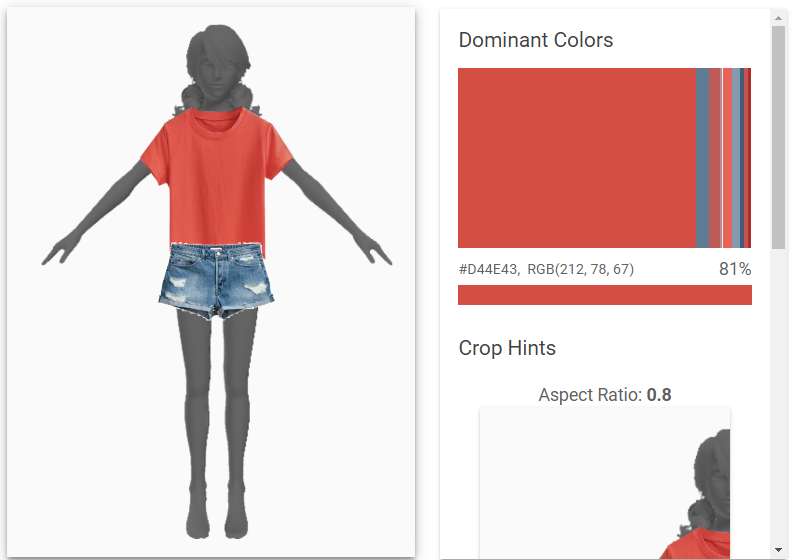 Dominant Colors
#D44E43, RGB(212, 78, 67) 81%
Crop Hints
Aspect Ratio: 0.8